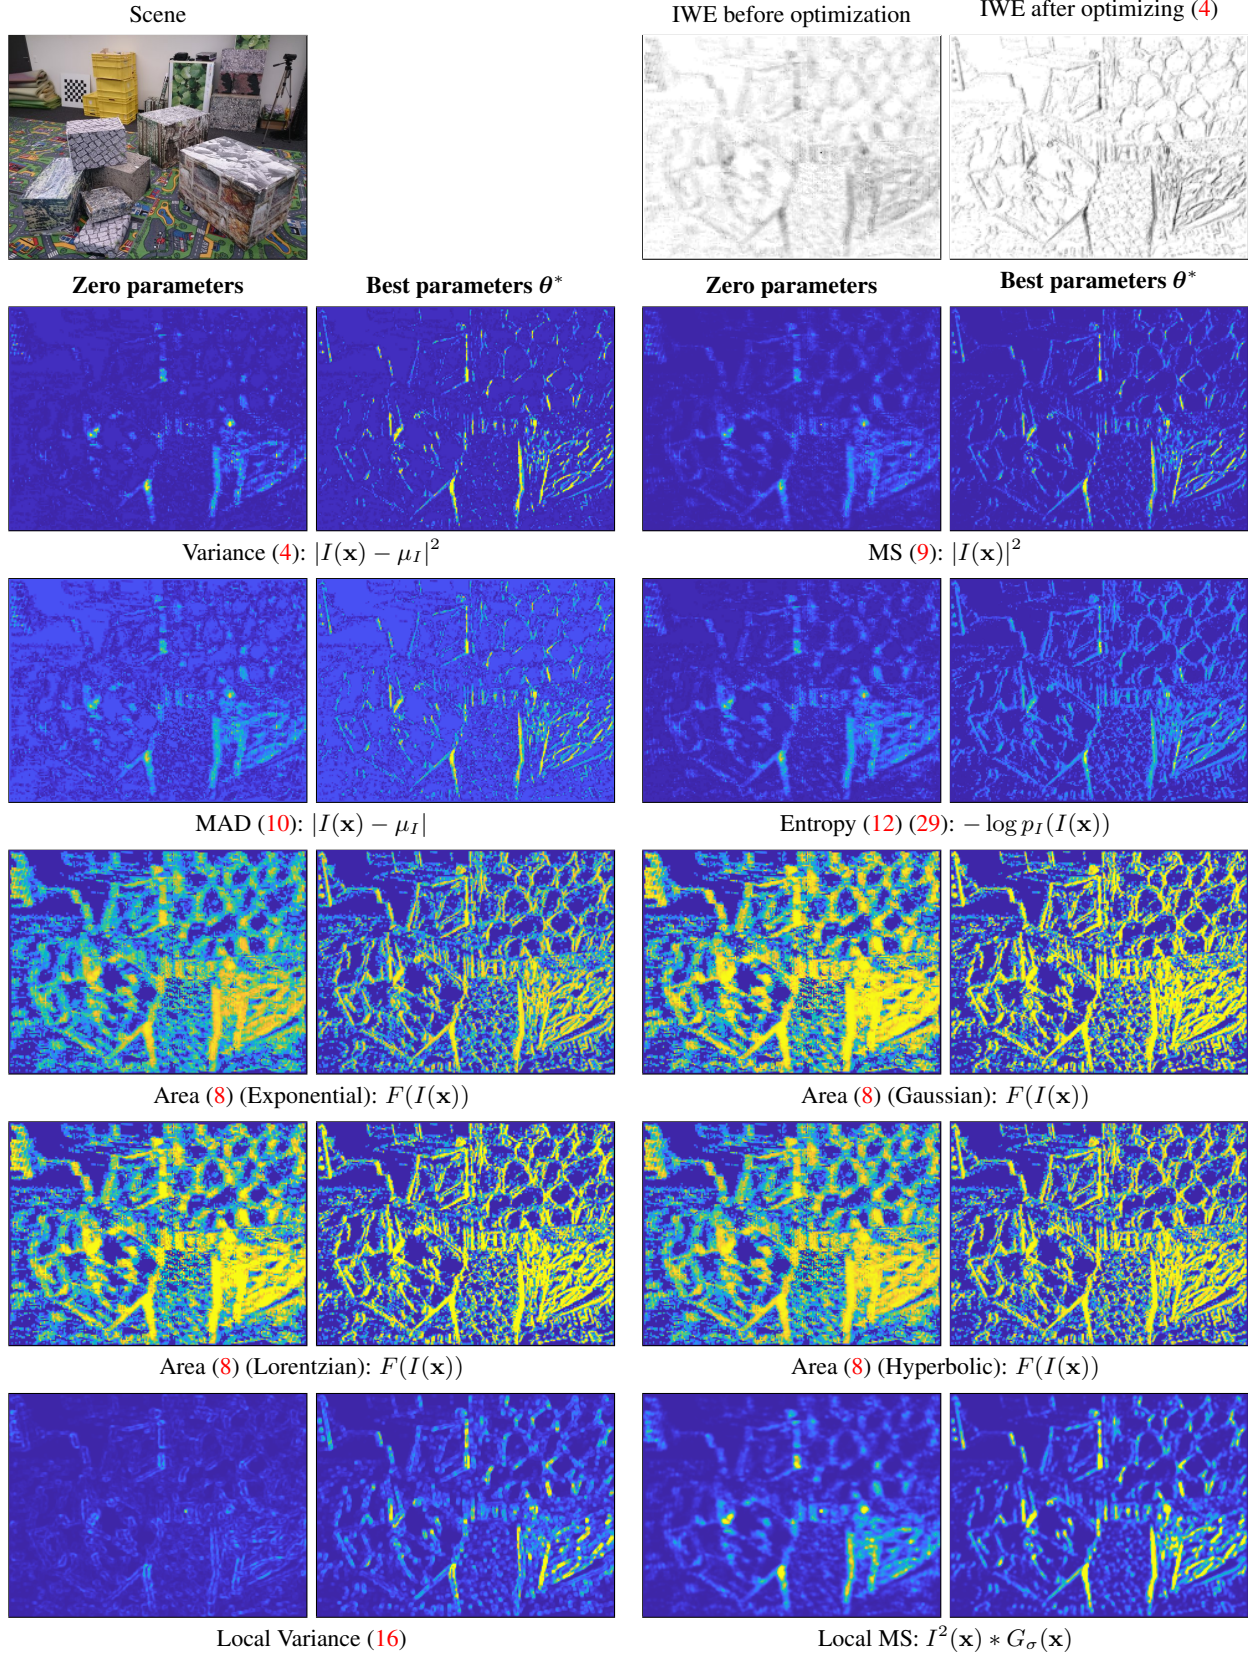 Scene
IWE before optimization
IWE after optimizing (4)
Zero parameters
Best parameters θ*
Zero parameters
Best parameters θ*
Variance (4): |I(x) − μ_I|²
MS (9): |I(x)|²
MAD (10): |I(x) − μ_I|
Entropy (12) (29): − log p_I(I(x))
Area (8) (Exponential): F(I(x))
Area (8) (Gaussian): F(I(x))
Area (8) (Lorentzian): F(I(x))
Area (8) (Hyperbolic): F(I(x))
Local Variance (16)
Local MS: I²(x) ∗ G_σ(x)